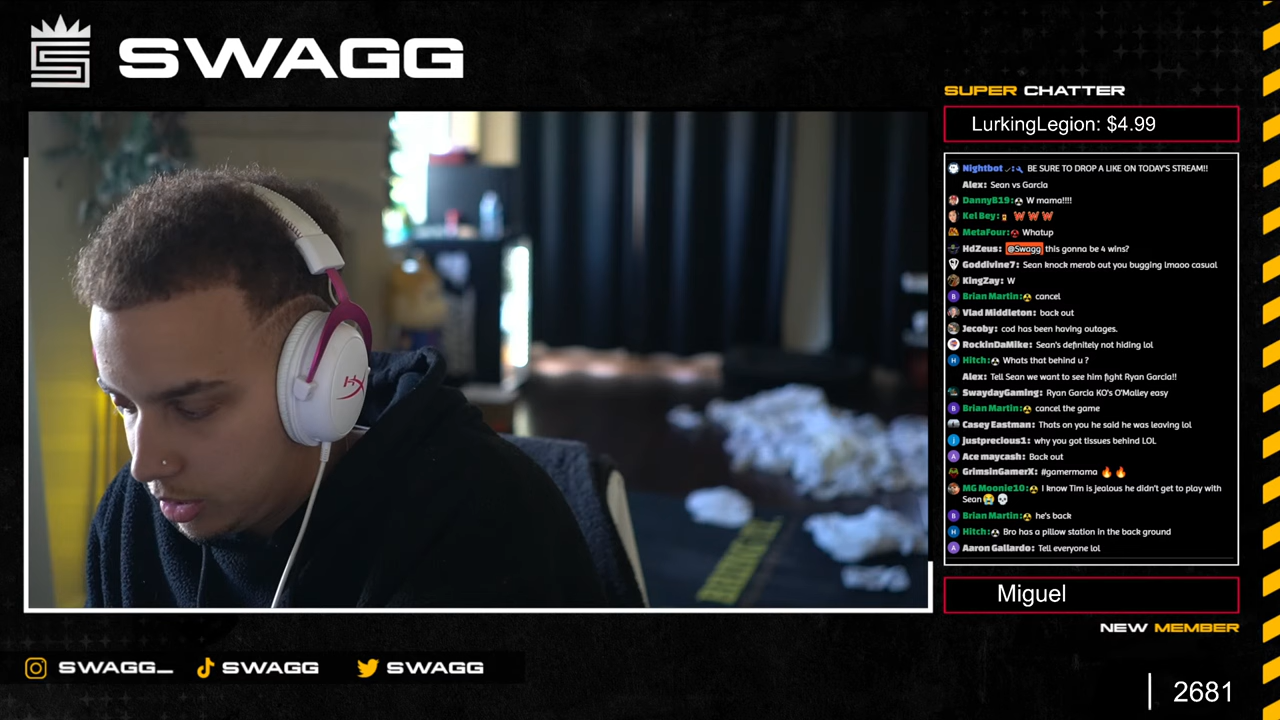 SWAGG
SUPER CHATTER
LurkingLegion: $4.99
Nightbot: BE SURE TO DROP A LIKE ON TODAY'S STREAM!!
Alex: Sean vs Garcia
DannyB19: W mama!!!!
Kel Bey: W W W
MetaFour: Whatup
HdZeus: @Swagg this gonna be 4 wins?
Goddivine7: Sean knock merab out you bugging lmaoo casual
KingZay: W
B Brian Martin: cancel
Vlad Middleton: back out
Jecoby: cod has been having outages.
RockinDaMike: Sean's definitely not hiding lol
H Hitch: Whats that behind u ?
Alex: Tell Sean we want to see him fight Ryan Garcia!!
SwaydayGaming: Ryan Garcia KO's O'Malley easy
B Brian Martin: cancel the game
Casey Eastman: Thats on you he said he was leaving lol
j justprecious1: why you got tissues behind LOL
A Ace maycash: Back out
GrimsinGamerX: #gamermama 🔥 🔥
MG Moonie10: I know Tim is jealous he didn't get to play with
Sean😭 💀
B Brian Martin: he's back
H Hitch: Bro has a pillow station in the back ground
A Aaron Gallardo: Tell everyone lol
Miguel
NEW MEMBER
SWAGG_ SWAGG SWAGG
2681
HX